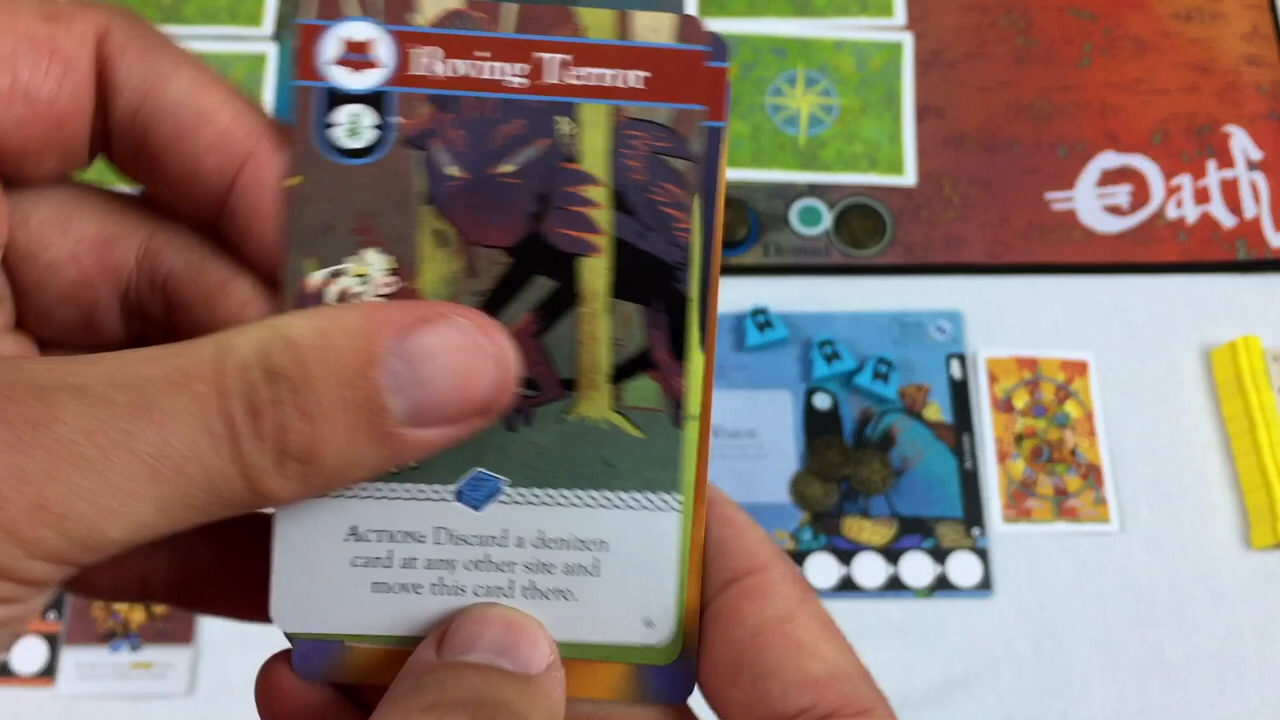 Roving Terror
Oath
ACTION: Discard a denizen
card at any other site and
move this card there.